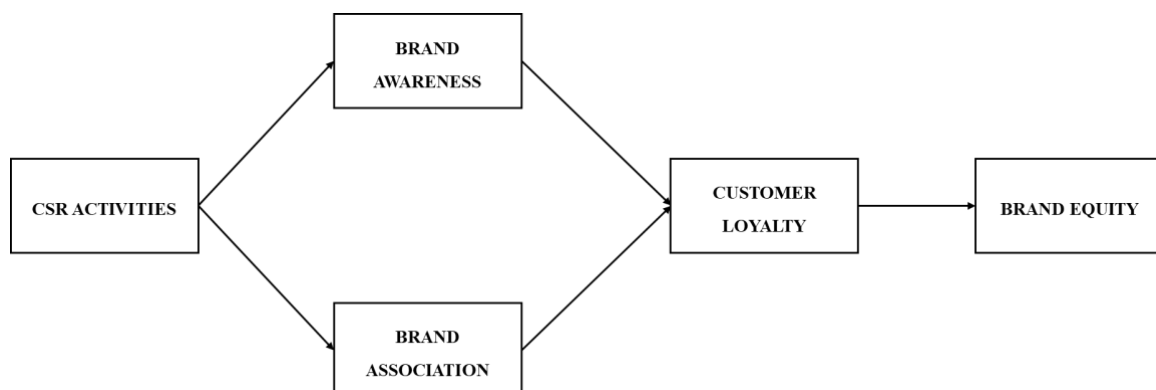 BRAND
AWARENESS
CSR ACTIVITIES
CUSTOMER
LOYALTY
BRAND EQUITY
BRAND
ASSOCIATION